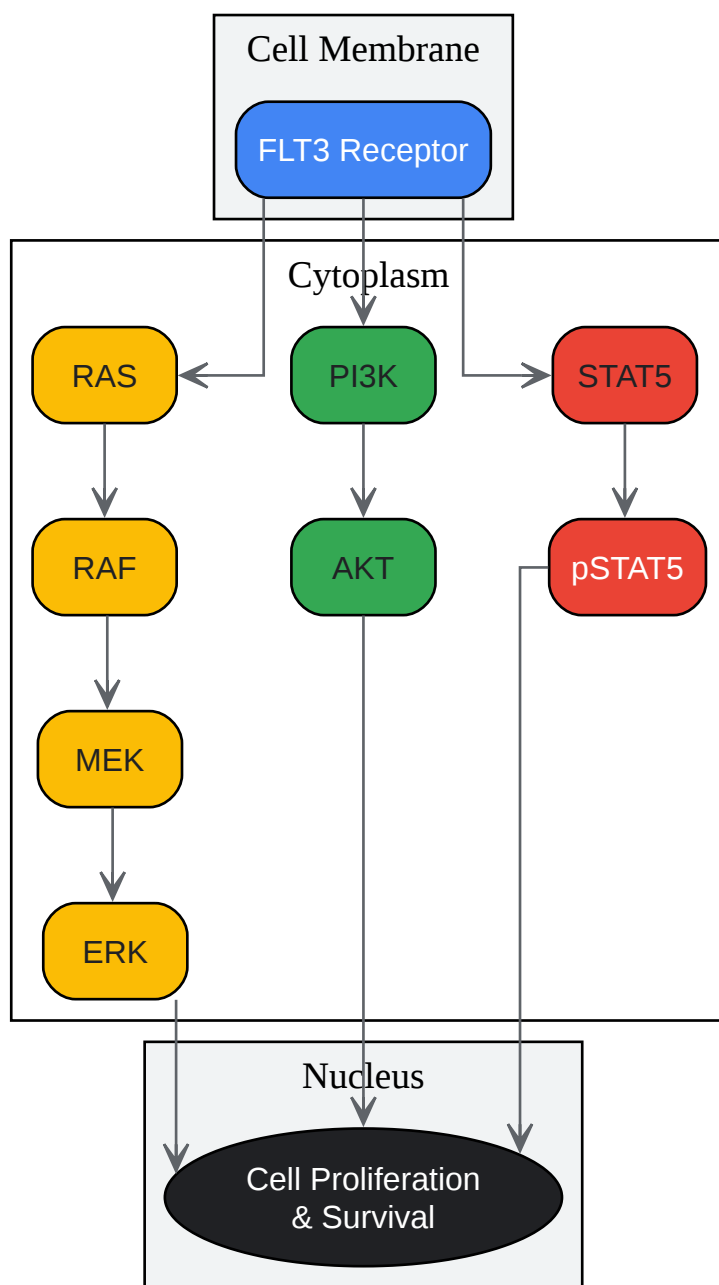 Cell Membrane
FLT3 Receptor
Cytoplasm
RAS
PI3K
STAT5
RAF
AKT
pSTAT5
MEK
ERK
Nucleus
Cell Proliferation
& Survival